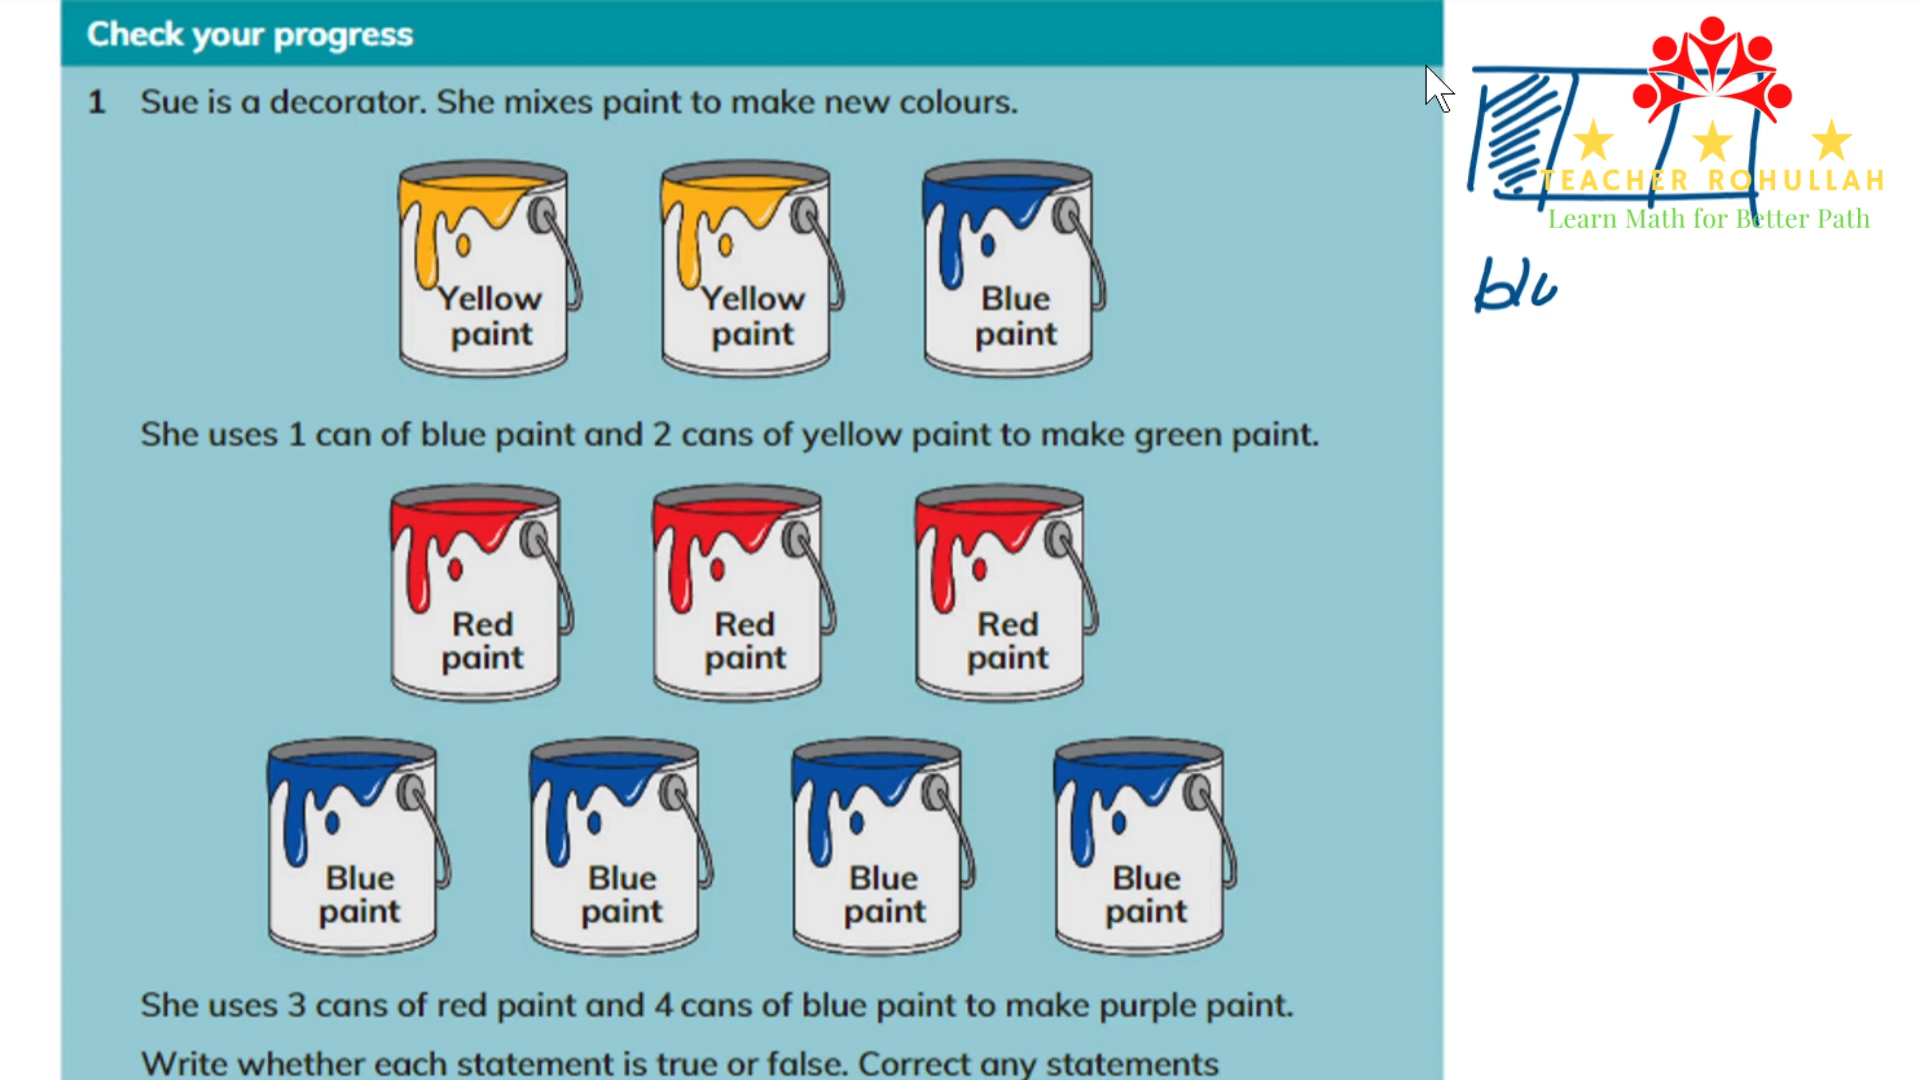 Check your progress
1 Sue is a decorator. She mixes paint to make new colours.
Yellow paint
Yellow paint
Blue paint
She uses 1 can of blue paint and 2 cans of yellow paint to make green paint.
Red paint
Red paint
Red paint
Blue paint
Blue paint
Blue paint
Blue paint
She uses 3 cans of red paint and 4 cans of blue paint to make purple paint.
Write whether each statement is true or false. Correct any statements
TEACHER ROHULLAH
Learn Math for Better Path
blu